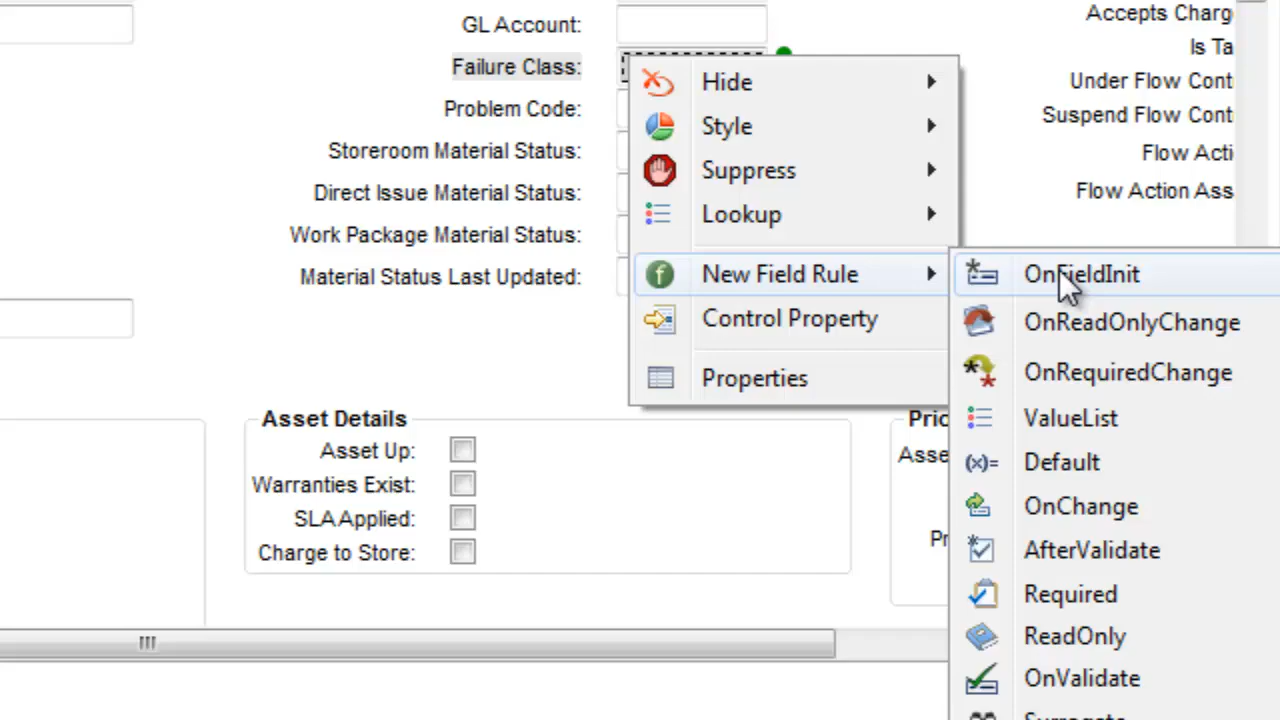 GL Account:
Failure Class:
Problem Code:
Storeroom Material Status:
Direct Issue Material Status:
Work Package Material Status:
Material Status Last Updated:
Accepts Charg
Is Ta
Under Flow Cont
Suspend Flow Cont
Flow Acti
Flow Action Ass
Hide
Style
Suppress
Lookup
New Field Rule
Control Property
Properties
OnFieldInit
OnReadOnlyChange
OnRequiredChange
ValueList
Default
OnChange
AfterValidate
Required
ReadOnly
OnValidate
Surrogate
Asset Details
Asset Up:
Warranties Exist:
SLA Applied:
Charge to Store:
Pric
Asse
Pr